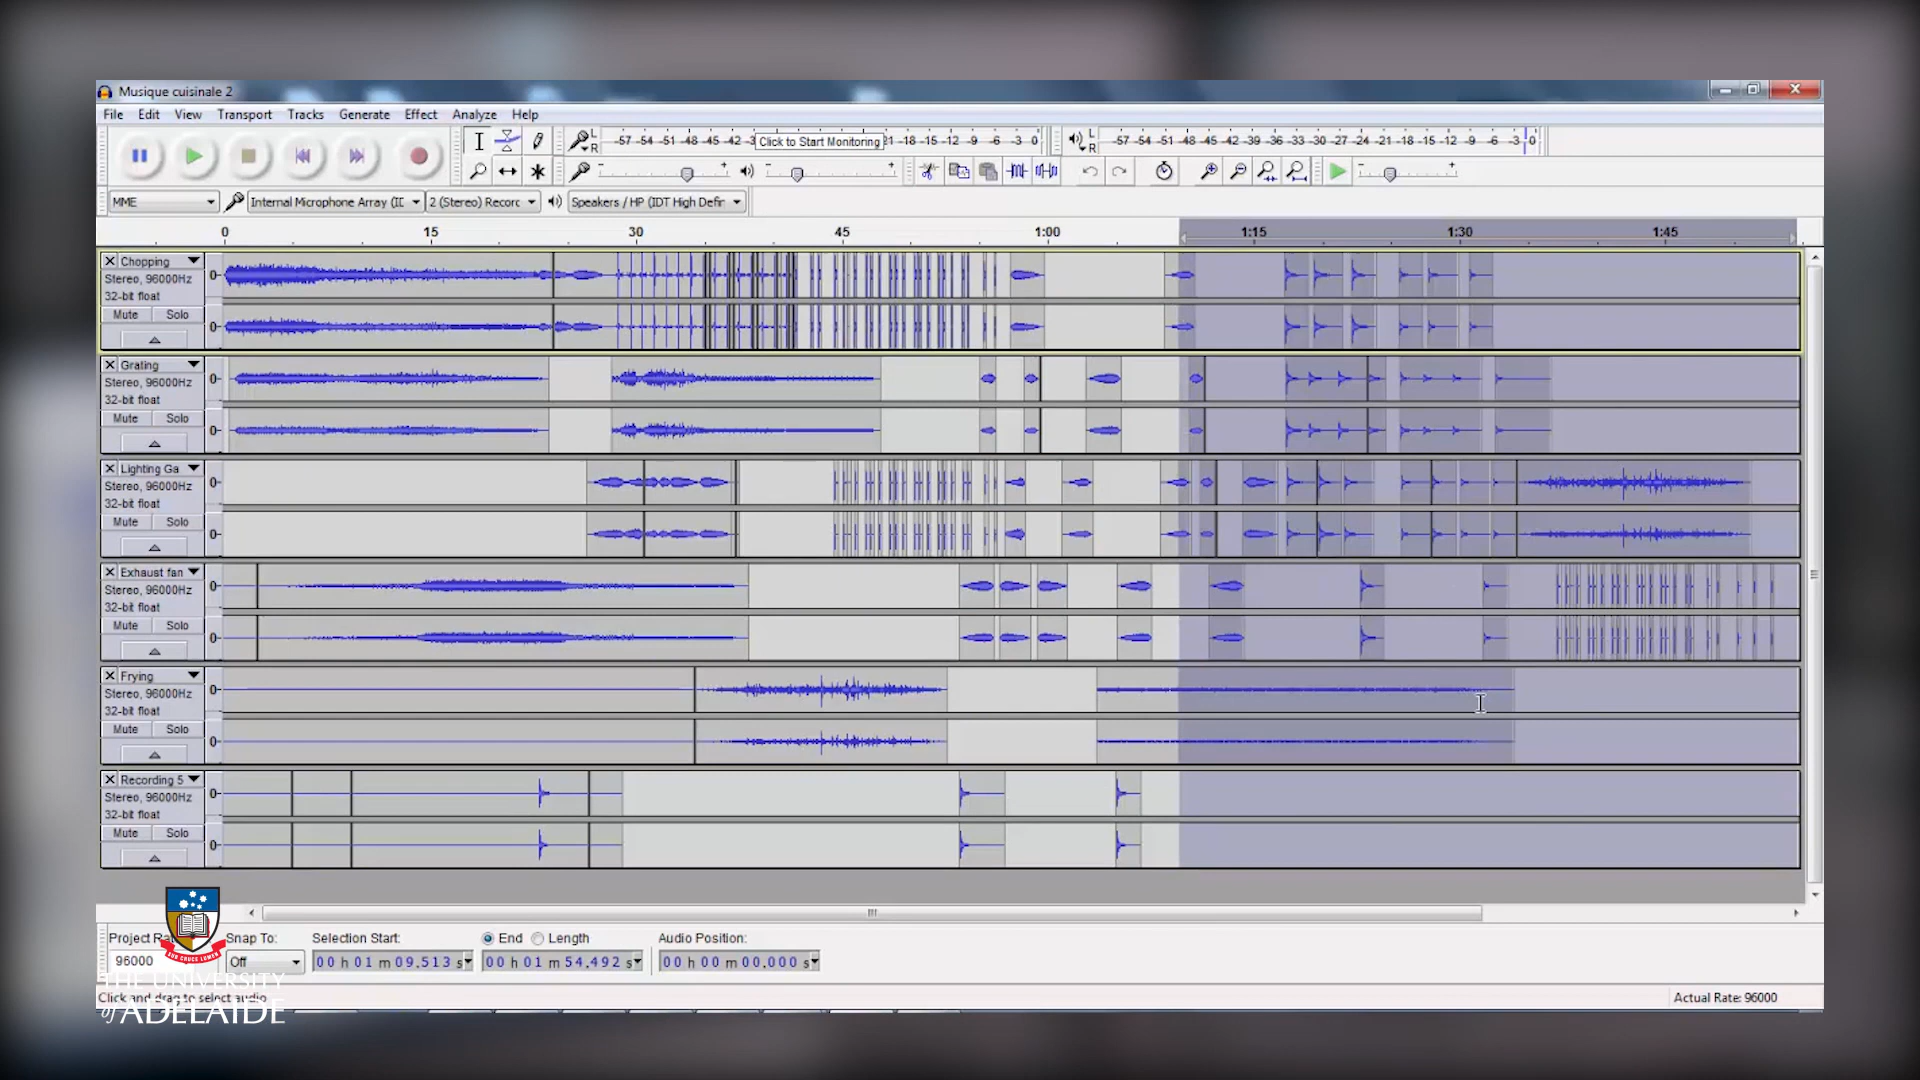 Musique cuisinale 2
File Edit View Transport Tracks Generate Effect Analyze Help
L R -57 -54 -51 -48 -45 -42 -3 Click to Start Monitoring 21 -18 -15 -12 -9 -6 -3 0 L R -57 -54 -51 -48 -45 -42 -39 -36 -33 -30 -27 -24 -21 -18 -15 -12 -9 -6 -3 0
MME Internal Microphone Array (IC 2 (Stereo) Recorc Speakers / HP (IDT High Defir
0 15 30 45 1:00 1:15 1:30 1:45
Chopping
Stereo, 96000Hz
32-bit float
Mute Solo
Grating
Stereo, 96000Hz
32-bit float
Mute Solo
Lighting Ga
Stereo, 96000Hz
32-bit float
Mute Solo
Exhaust fan
Stereo, 96000Hz
32-bit float
Mute Solo
Frying
Stereo, 96000Hz
32-bit float
Mute Solo
Recording 5
Stereo, 96000Hz
32-bit float
Mute Solo
Project Snap To: Selection Start: End Length Audio Position:
96000 Off 00 h 01 m 09.513 s 00 h 01 m 54.492 s 00 h 00 m 00.000 s
THE UNIVERSITY
Click and drag to select audio Actual Rate: 96000
of ADELAIDE